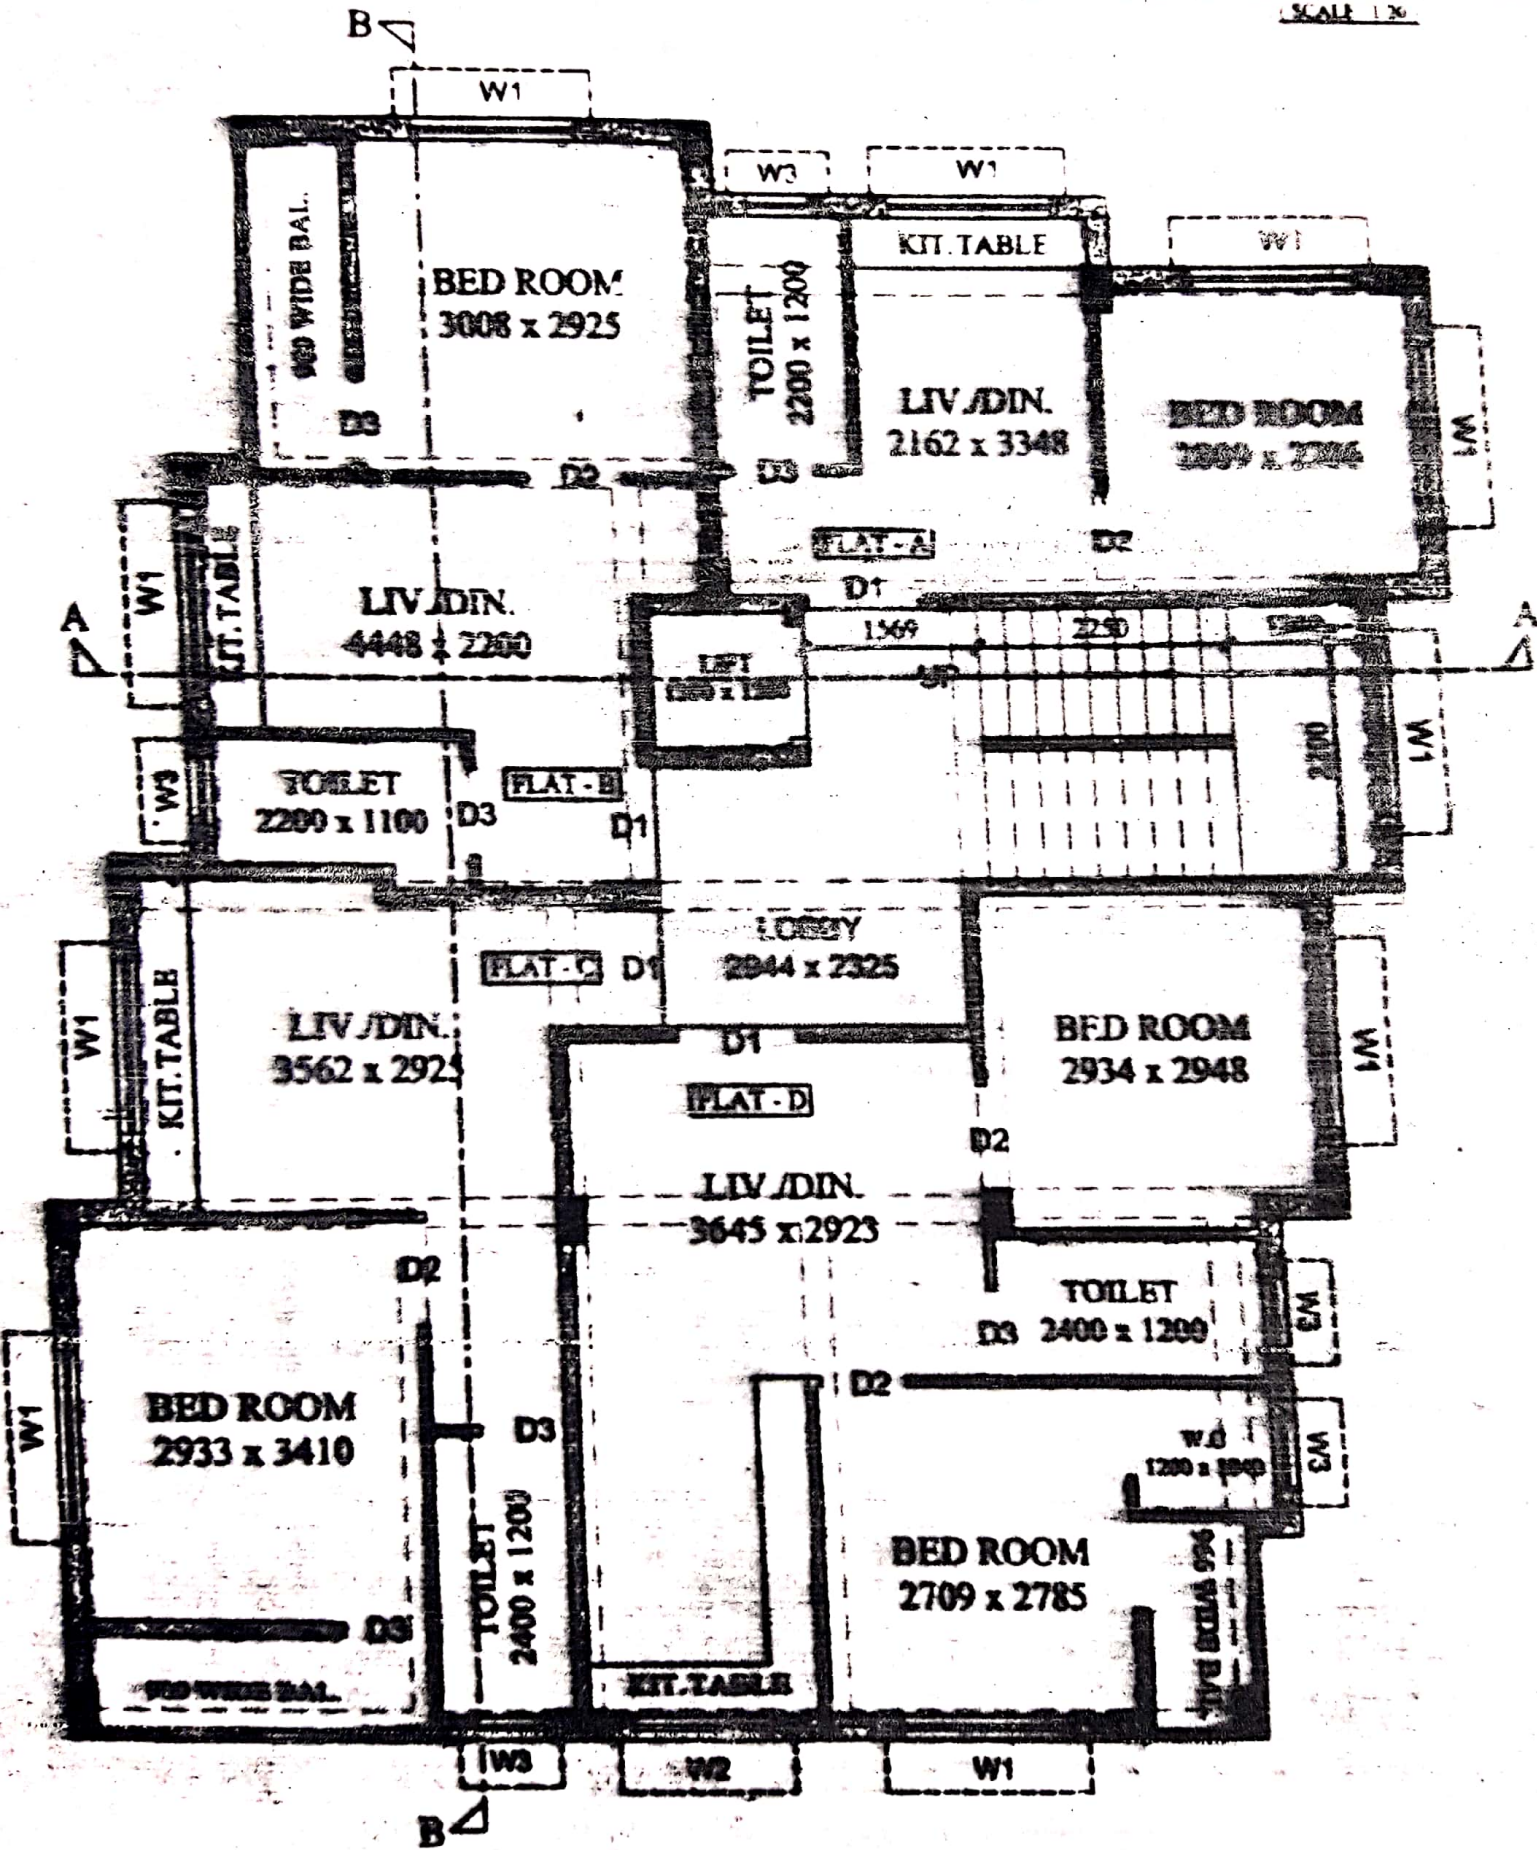 B
W1
W3
W1
KIT. TABLE
W1
WIDE BAL.
BED ROOM
3008 x 2925
TOILET
2200 x 1200
LIV./DIN.
2162 x 3348
BED ROOM
W1
D3
D2
D3
FLAT - A
D2
D1
W1
KIT. TABLE
LIV./DIN.
4448 x 2200
A
A
1569
2250
LIFT
UP
W1
W3
TOILET
2200 x 1100
D3
FLAT - B
D1
LOBBY
2944 x 2325
FLAT - C
D1
W1
KIT. TABLE
LIV./DIN.
3562 x 2925
D1
FLAT - D
BED ROOM
2934 x 2948
W1
D2
LIV./DIN.
3645 x 2923
D2
TOILET
2400 x 1200
D3
W3
W1
BED ROOM
2933 x 3410
D3
D2
W3
TOILET
2400 x 1200
BED ROOM
2709 x 2785
WIDE BAL.
D3
WIDE BAL.
KIT. TABLE
W3
W2
W1
B